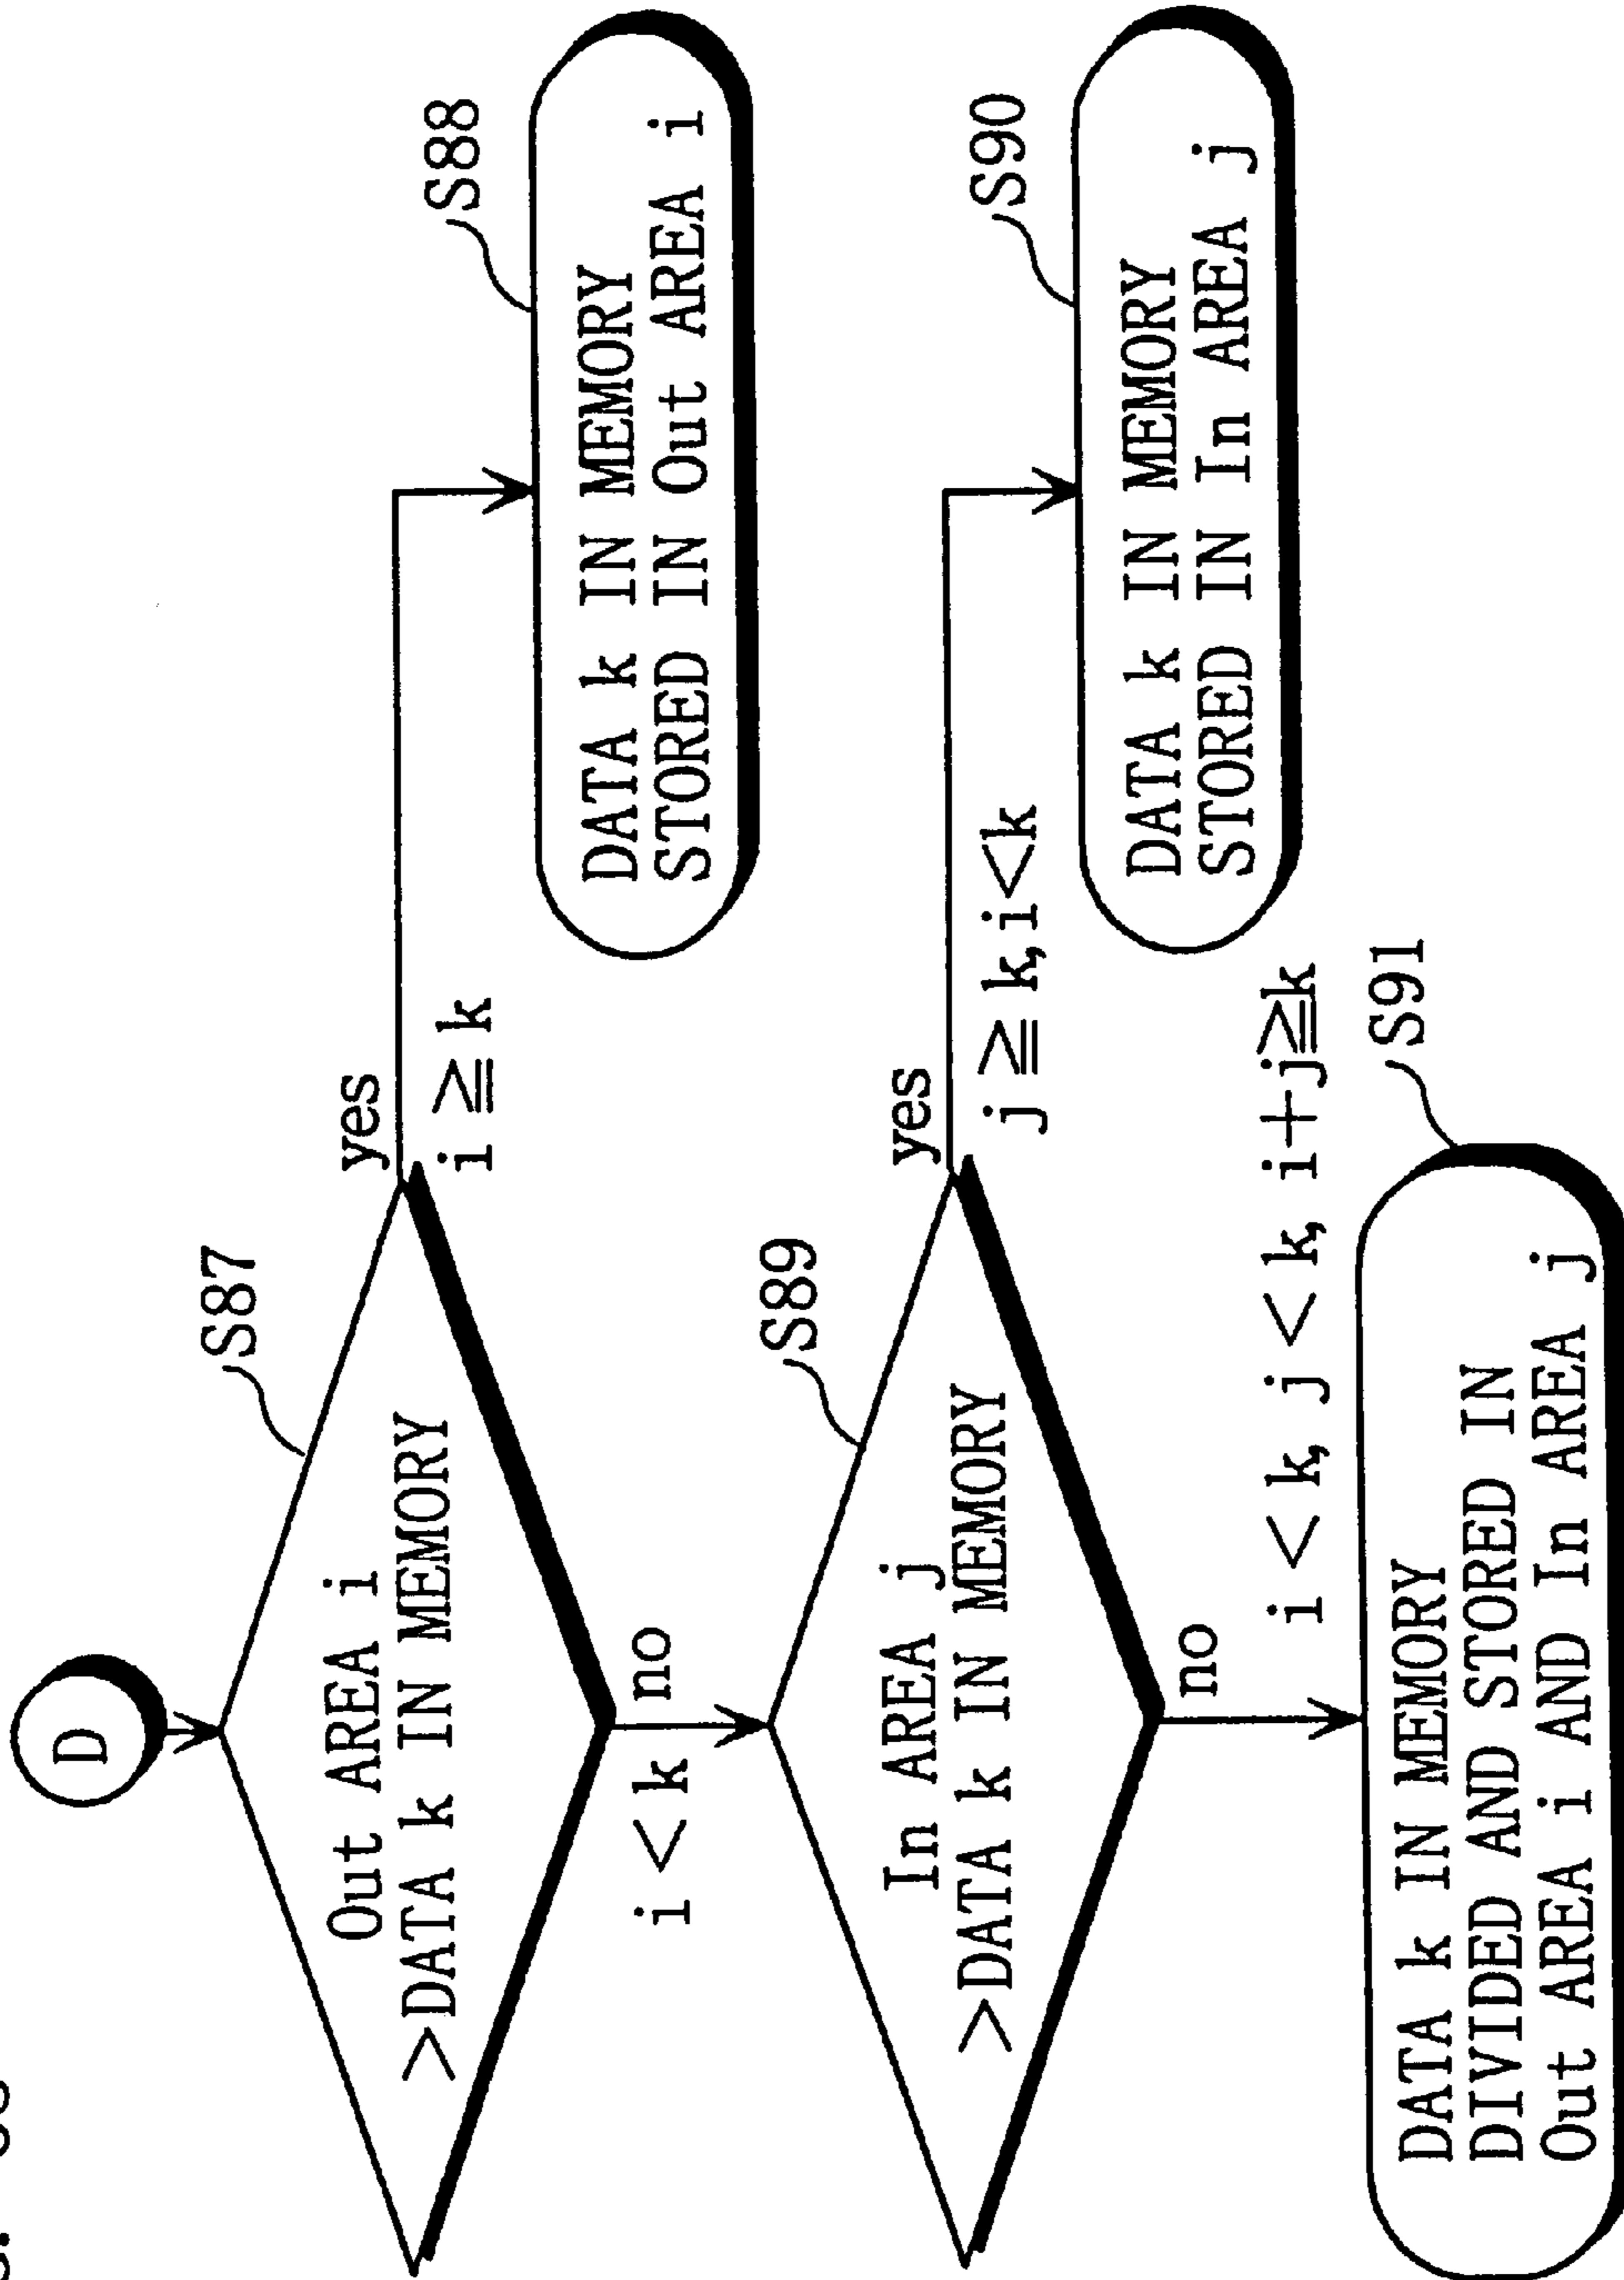 D
S87
Out AREA i
>DATA k IN MEMORY
yes
i ≧ k
S88
DATA k IN MEMORY
STORED IN Out AREA i
no
i < k
S89
In AREA j
>DATA k IN MEMORY
yes
j ≧ k, i<k
S90
DATA k IN MEMORY
STORED IN In AREA j
no
i < k, j < k, i+j≧k
S91
DATA k IN MEMORY
DIVIDED AND STORED IN
Out AREA i AND In AREA j